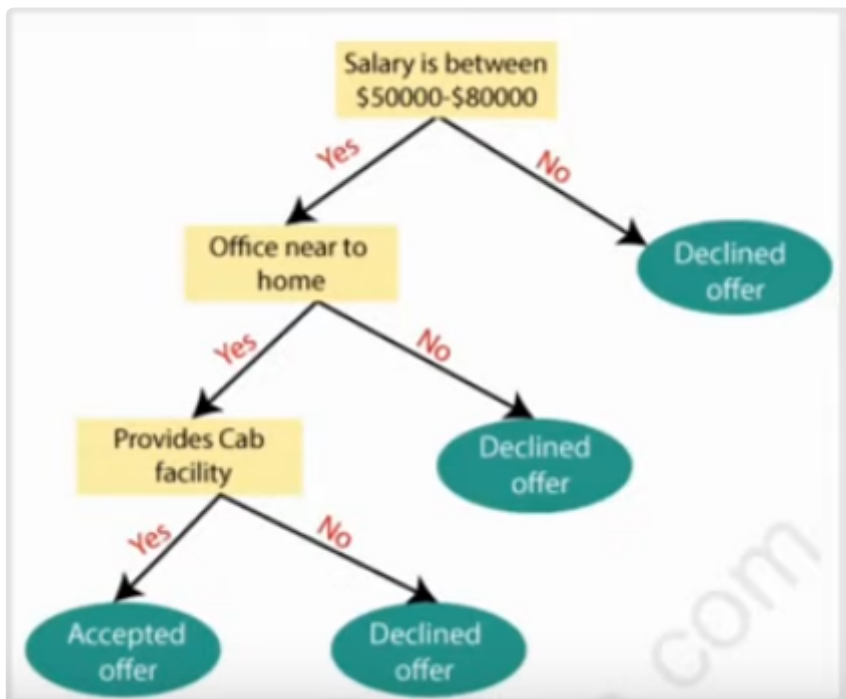 Salary is between
$50000-$80000
Yes
No
Office near to
home
Declined
offer
Yes
No
Provides Cab
facility
Declined
offer
Yes
No
Accepted
offer
Declined
offer
com